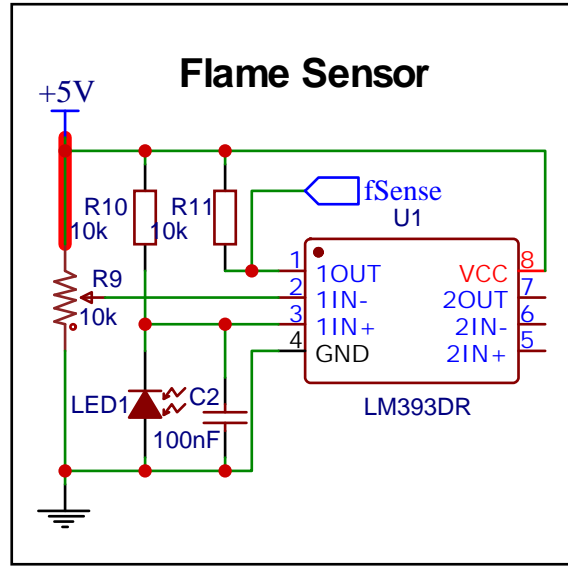 Flame Sensor
+5V
fSense
R10
10k
R11
10k
U1
R9
10k
1
1OUT
2
1IN-
3
1IN+
4
GND
8
VCC
7
2OUT
6
2IN-
5
2IN+
LED1
C2
100nF
LM393DR